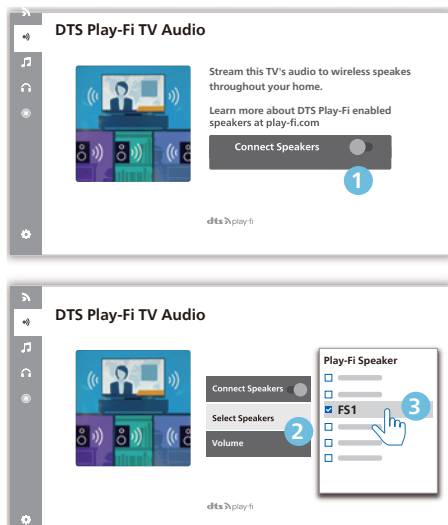 DTS Play-Fi TV Audio
Stream this TV's audio to wireless speakes
throughout your home.
Learn more about DTS Play-Fi enabled
speakers at play-fi.com
Connect Speakers
1
dts play-fi
DTS Play-Fi TV Audio
Connect Speakers
Select Speakers
2
Volume
Play-Fi Speaker
FS1
3
dts play-fi